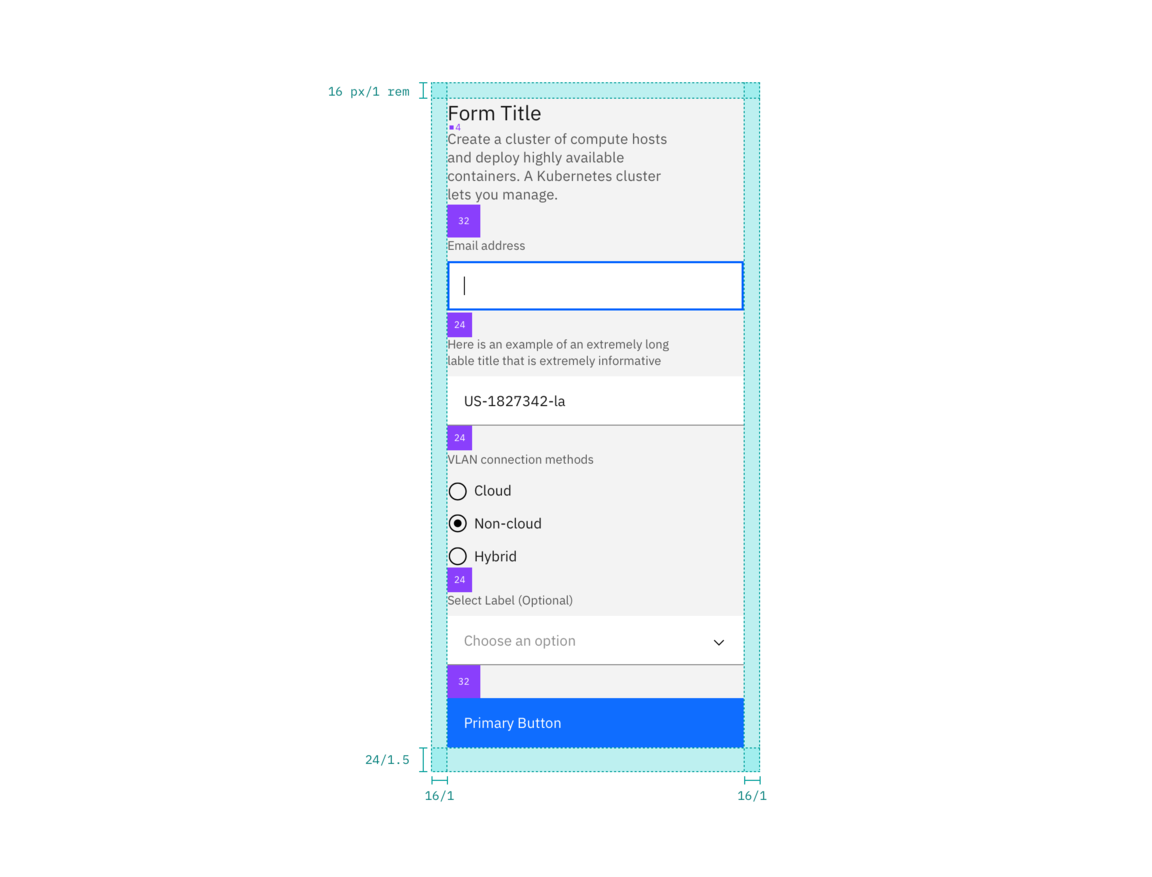 16 px/1 rem
Form Title
4
Create a cluster of compute hosts
and deploy highly available
containers. A Kubernetes cluster
lets you manage.
32
Email address
24
Here is an example of an extremely long
lable title that is extremely informative
US-1827342-la
24
VLAN connection methods
Cloud
Non-cloud
Hybrid
24
Select Label (Optional)
Choose an option
32
Primary Button
24/1.5
16/1
16/1